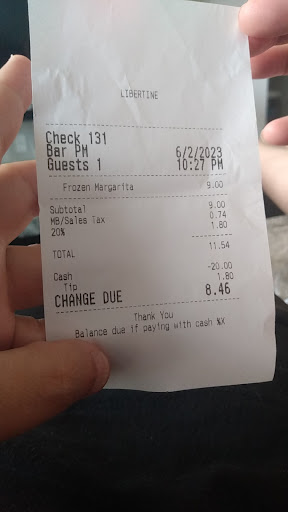 LIBERTINE
Check 131
Bar PM 6/2/2023
Guests 1 10:27 PM
Frozen Margarita 9.00
Subtotal 9.00
MB/Sales Tax 0.74
20% 1.80
TOTAL 11.54
Cash -20.00
Tip 1.80
CHANGE DUE 8.46
Thank You
Balance due if paying with cash %X